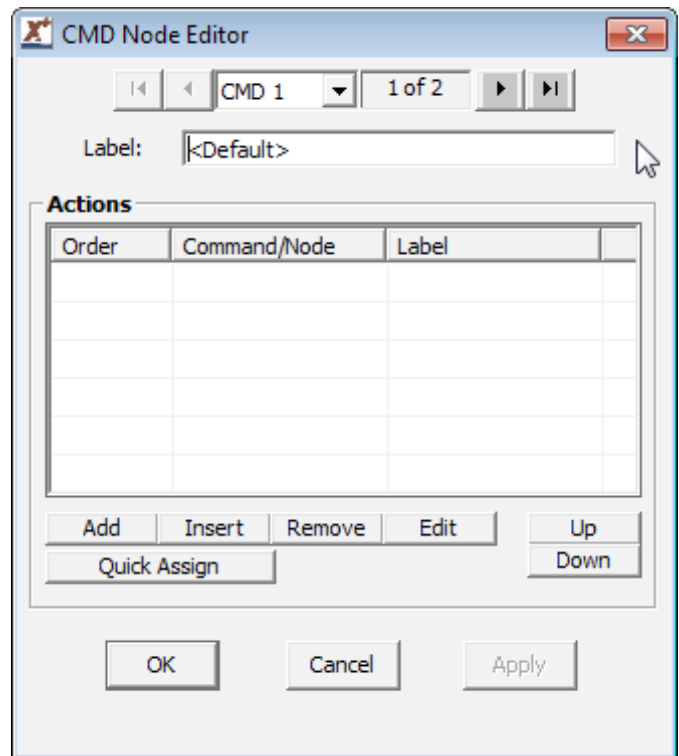 CMD Node Editor
CMD 1 1 of 2
Label: <Default>
Actions
Order Command/Node Label
Add Insert Remove Edit Up
Quick Assign Down
OK Cancel Apply